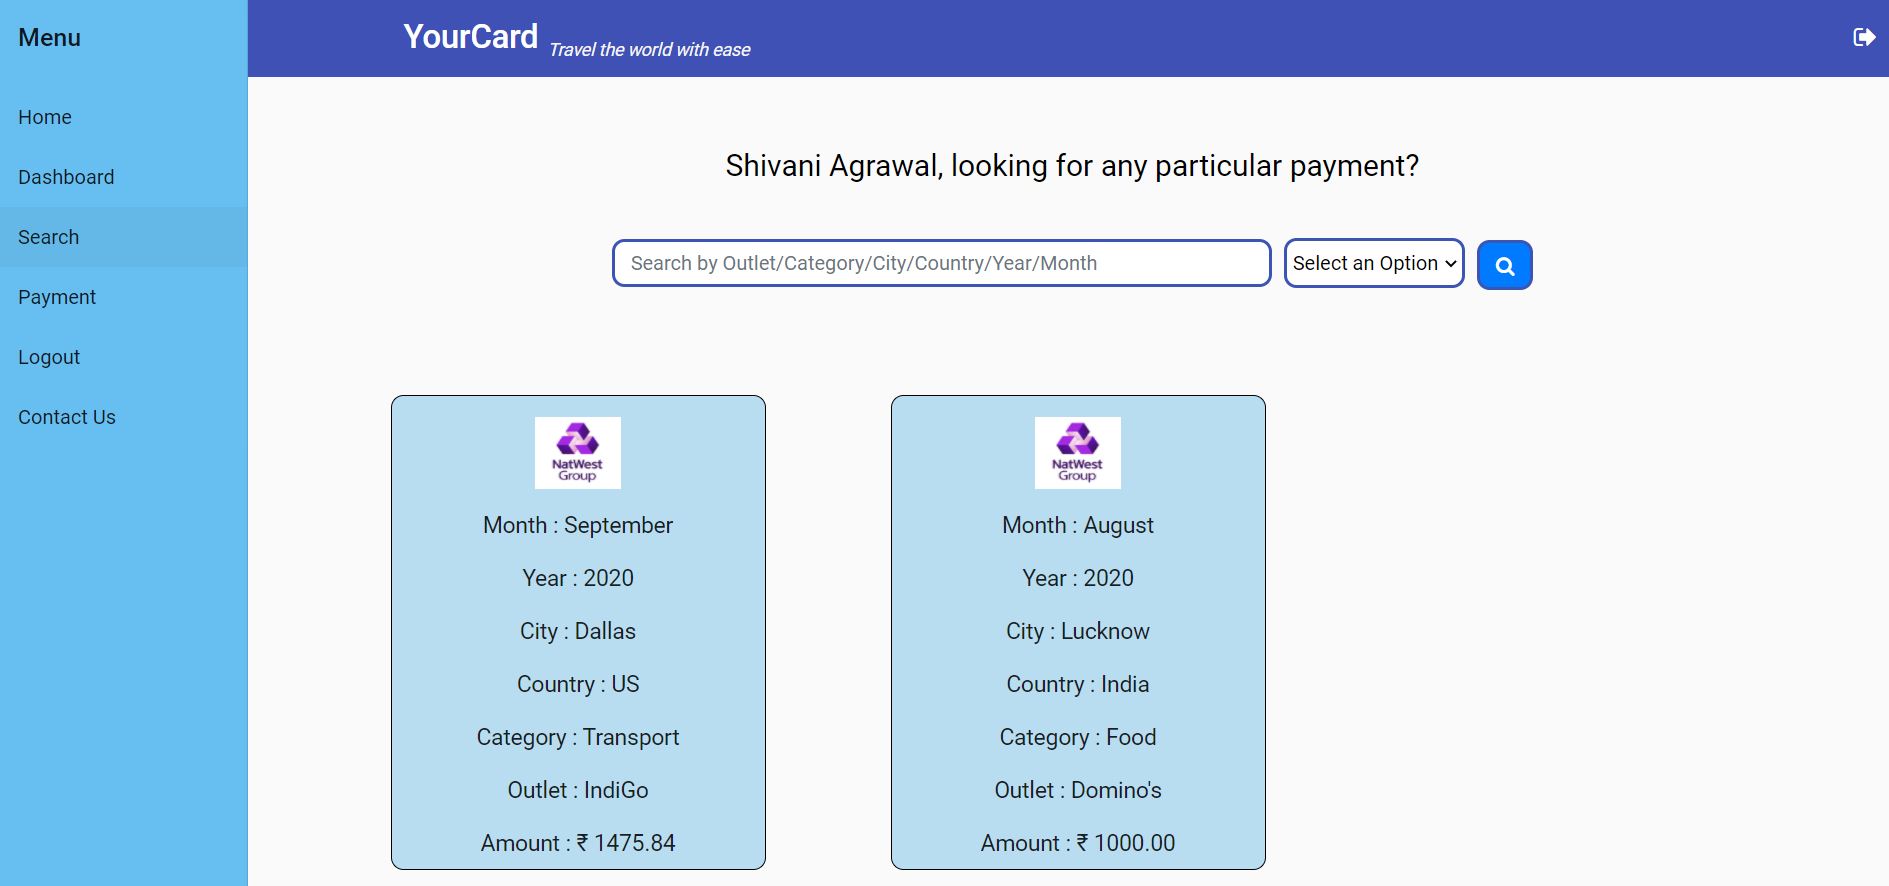 Menu
Home
Dashboard
Search
Payment
Logout
Contact Us
YourCard Travel the world with ease
Shivani Agrawal, looking for any particular payment?
Search by Outlet/Category/City/Country/Year/Month
Select an Option
NatWest
Group
Month : September
Year : 2020
City : Dallas
Country : US
Category : Transport
Outlet : IndiGo
Amount : ₹ 1475.84
NatWest
Group
Month : August
Year : 2020
City : Lucknow
Country : India
Category : Food
Outlet : Domino's
Amount : ₹ 1000.00